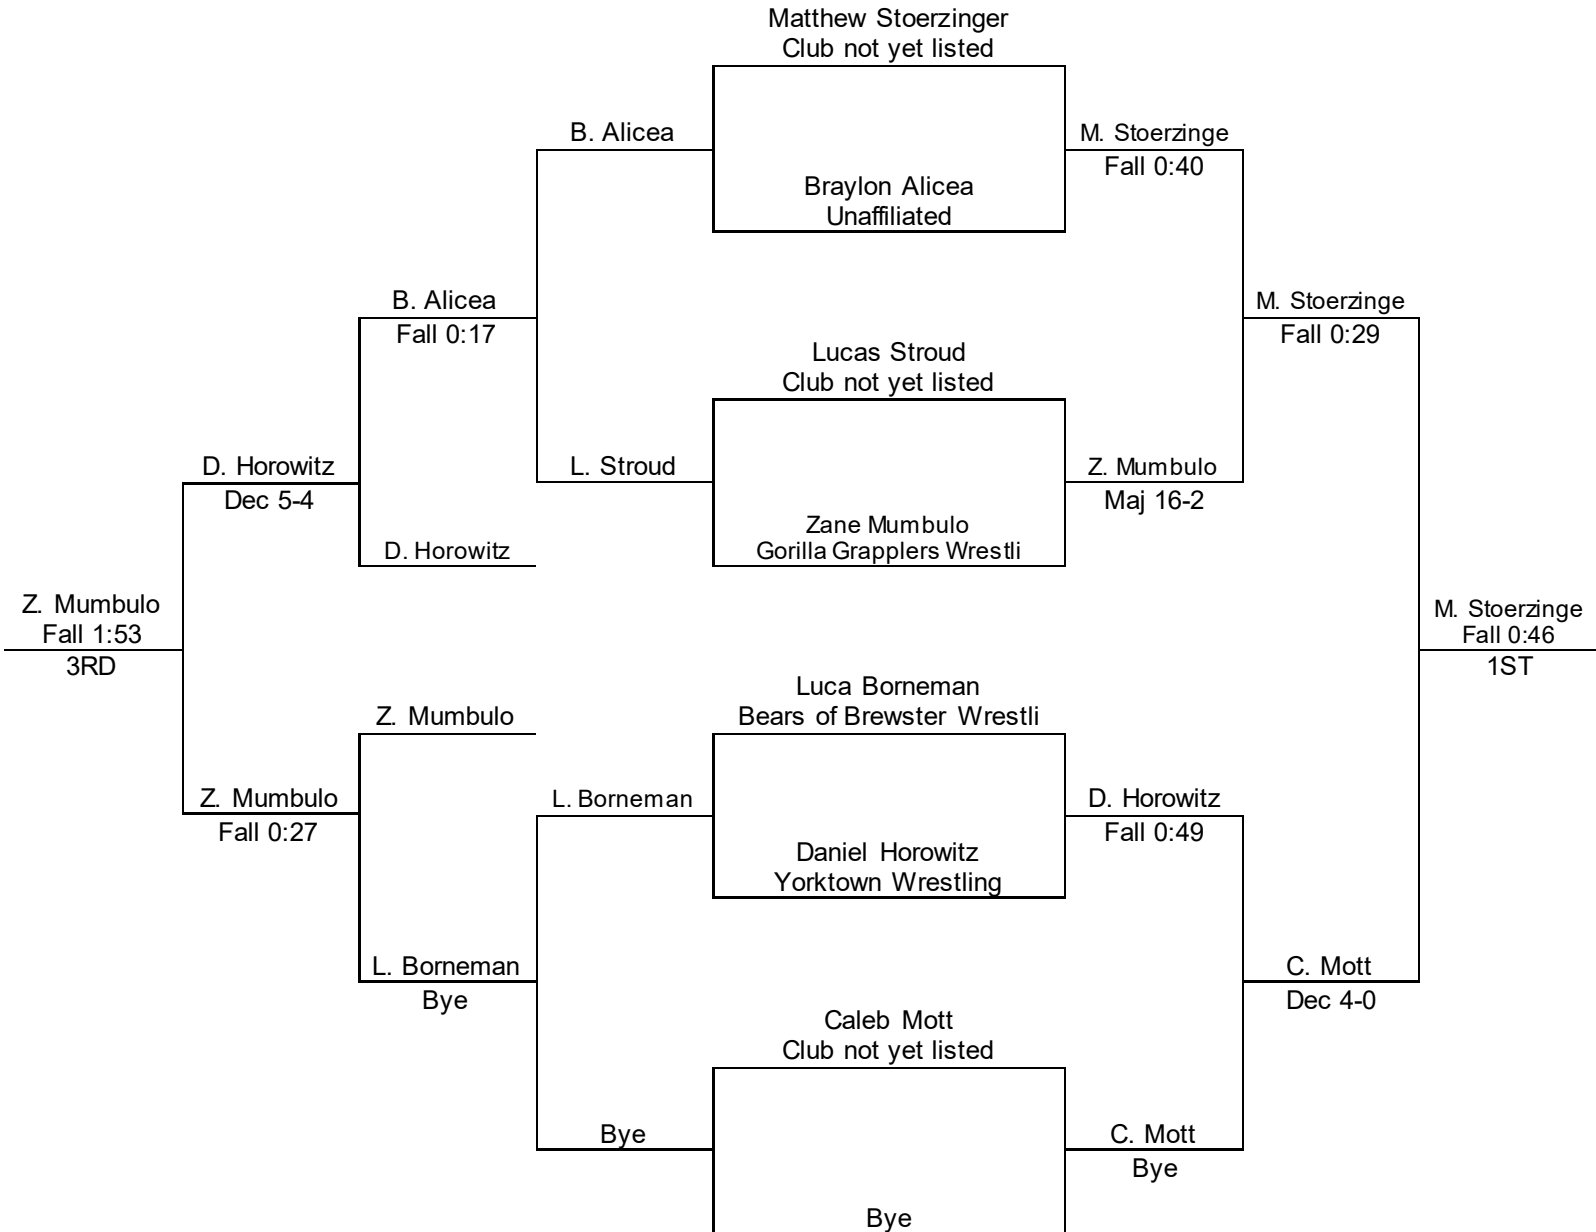 Matthew Stoerzinger
Club not yet listed
B. Alicea
M. Stoerzinge
Fall 0:40
Braylon Alicea
Unaffiliated
B. Alicea
Fall 0:17
M. Stoerzinge
Fall 0:29
Lucas Stroud
Club not yet listed
D. Horowitz
Dec 5-4
L. Stroud
Z. Mumbulo
Maj 16-2
D. Horowitz
Zane Mumbulo
Gorilla Grapplers Wrestli
Z. Mumbulo
Fall 1:53
3RD
M. Stoerzinge
Fall 0:46
1ST
Z. Mumbulo
Luca Borneman
Bears of Brewster Wrestli
Z. Mumbulo
Fall 0:27
L. Borneman
D. Horowitz
Fall 0:49
Daniel Horowitz
Yorktown Wrestling
L. Borneman
Bye
C. Mott
Dec 4-0
Caleb Mott
Club not yet listed
Bye
C. Mott
Bye
Bye